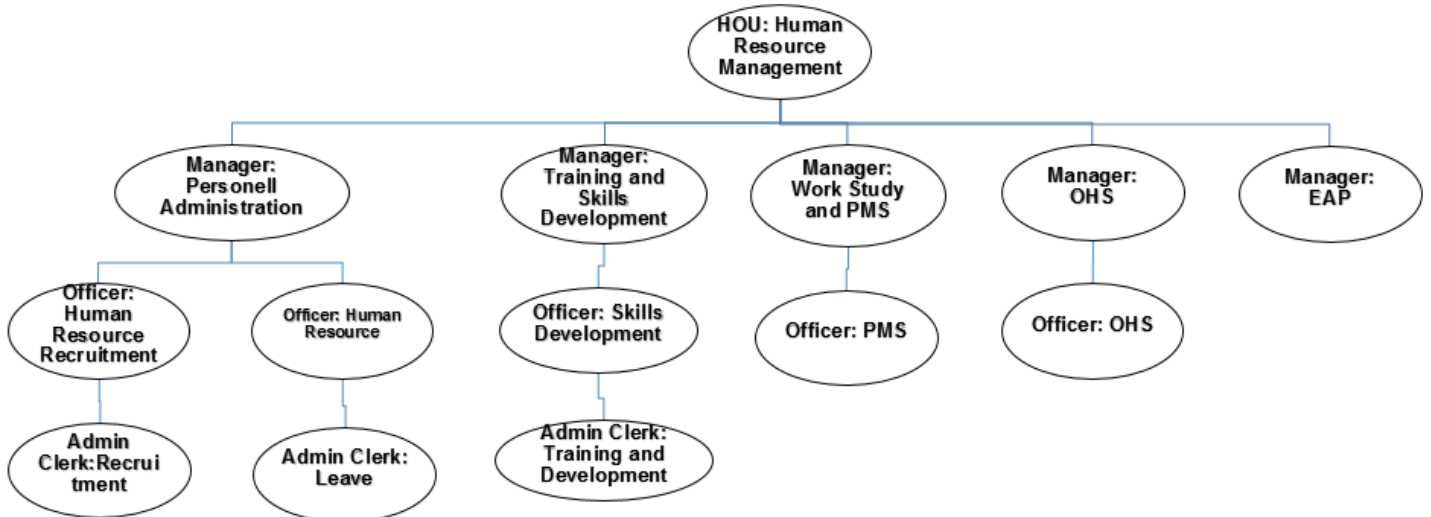 HOU: Human
Resource
Management
Manager:
Personell
Administration
Manager:
Training and
Skills
Development
Manager:
Work Study
and PMS
Manager:
OHS
Manager:
EAP
Officer:
Human
Resource
Recruitment
Officer: Human
Resource
Officer: Skills
Development
Officer: PMS
Officer: OHS
Admin
Clerk:Recrui
tment
Admin Clerk:
Leave
Admin Clerk:
Training and
Development